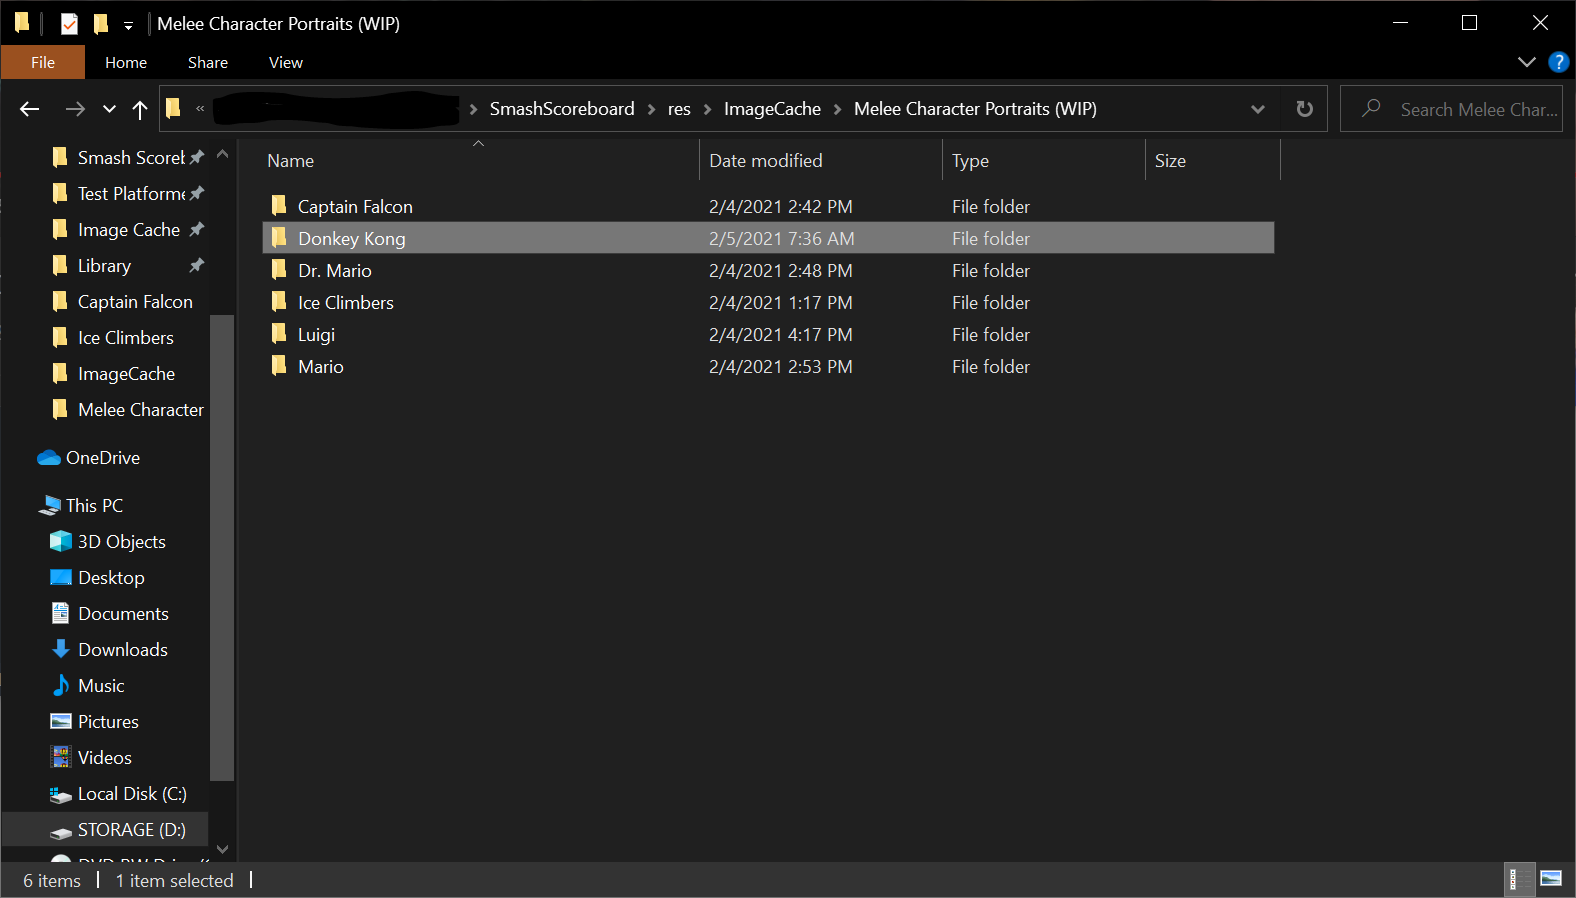 Melee Character Portraits (WIP)
File Home Share View
« SmashScoreboard res ImageCache Melee Character Portraits (WIP) Search Melee Char...
Smash Scoreb
Test Platforme
Image Cache
Library
Captain Falcon
Ice Climbers
ImageCache
Melee Character
OneDrive
This PC
3D Objects
Desktop
Documents
Downloads
Music
Pictures
Videos
Local Disk (C:)
STORAGE (D:)
Name Date modified Type Size
Captain Falcon 2/4/2021 2:42 PM File folder
Donkey Kong 2/5/2021 7:36 AM File folder
Dr. Mario 2/4/2021 2:48 PM File folder
Ice Climbers 2/4/2021 1:17 PM File folder
Luigi 2/4/2021 4:17 PM File folder
Mario 2/4/2021 2:53 PM File folder
6 items 1 item selected